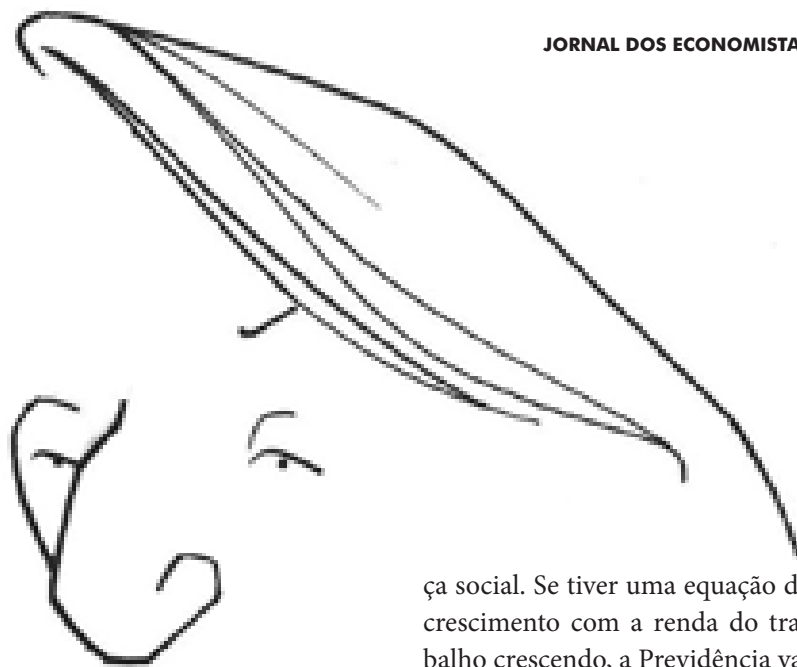 JORNAL DOS ECONOMISTA
ça social. Se tiver uma equação d
crescimento com a renda do tra
balho crescendo, a Previdência va